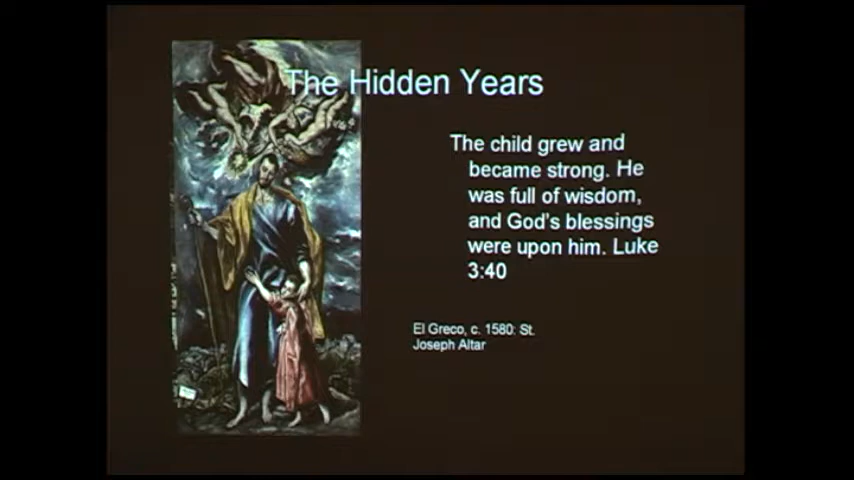 The Hidden Years
The child grew and
became strong. He
was full of wisdom,
and God's blessings
were upon him. Luke
3:40
El Greco, c. 1580: St.
Joseph Altar